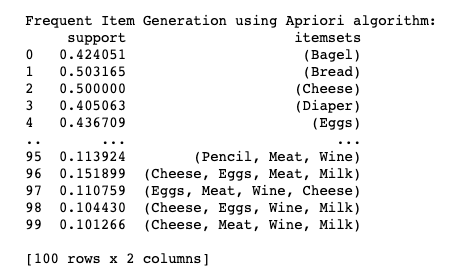 Frequent Item Generation using Apriori algorithm:
support itemsets
0 0.424051 (Bagel)
1 0.503165 (Bread)
2 0.500000 (Cheese)
3 0.405063 (Diaper)
4 0.436709 (Eggs)
.. ... ...
95 0.113924 (Pencil, Meat, Wine)
96 0.151899 (Cheese, Eggs, Meat, Milk)
97 0.110759 (Eggs, Meat, Wine, Cheese)
98 0.104430 (Cheese, Eggs, Wine, Milk)
99 0.101266 (Cheese, Meat, Wine, Milk)
[100 rows x 2 columns]